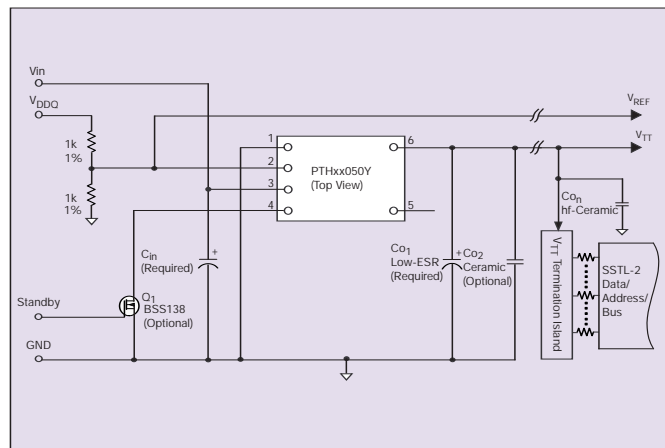 Vin
VDDQ
1k
1%
1k
1%
1
2
3
4
PTHxx050Y
(Top View)
6
5
VREF
VTT
Cin
(Required)
+
Co1
Low-ESR
(Required)
+
Co2
Ceramic
(Optional)
Con
hf-Ceramic
VTT Termination Island
SSTL-2
Data/
Address/
Bus
Standby
Q1
BSS138
(Optional)
GND